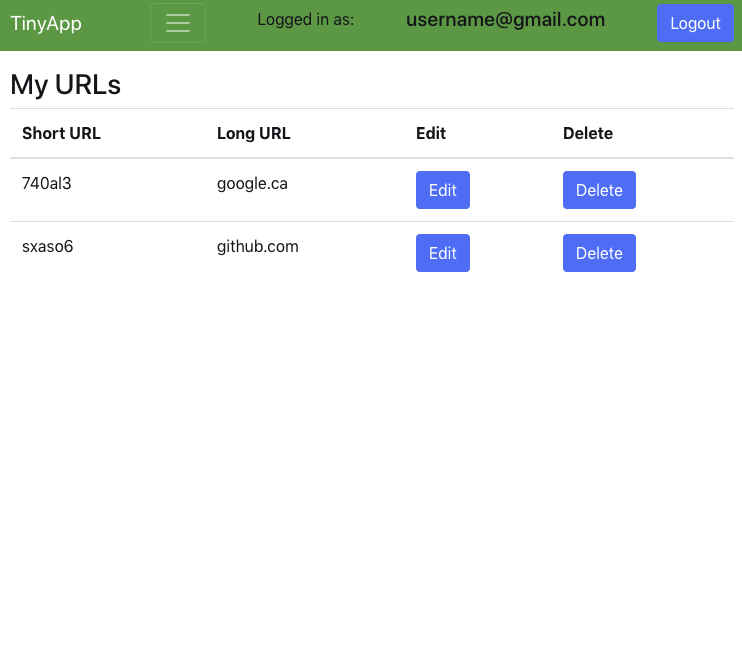 TinyApp Logged in as: username@gmail.com Logout
My URLs
Short URL Long URL Edit Delete
740al3 google.ca Edit Delete
sxaso6 github.com Edit Delete